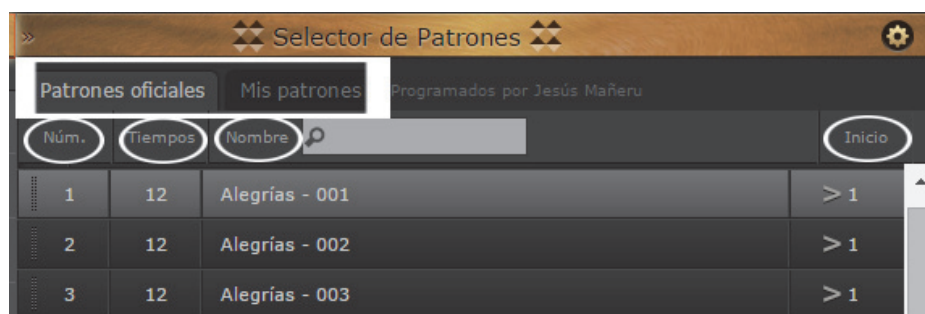 » Selector de Patrones
Patrones oficiales Mis patrones Programados por Jesús Mañeru
Núm. Tiempos Nombre Inicio
1 12 Alegrías - 001 > 1
2 12 Alegrías - 002 > 1
3 12 Alegrías - 003 > 1